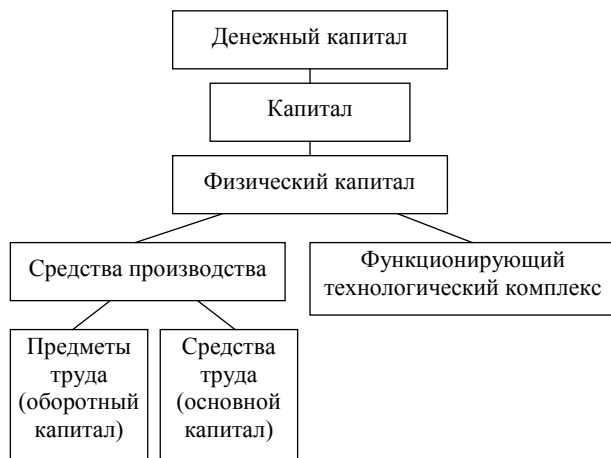 Денежный капитал
Капитал
Физический капитал
Средства производства
Функционирующий
технологический комплекс
Предметы
труда
(оборотный
капитал)
Средства
труда
(основной
капитал)